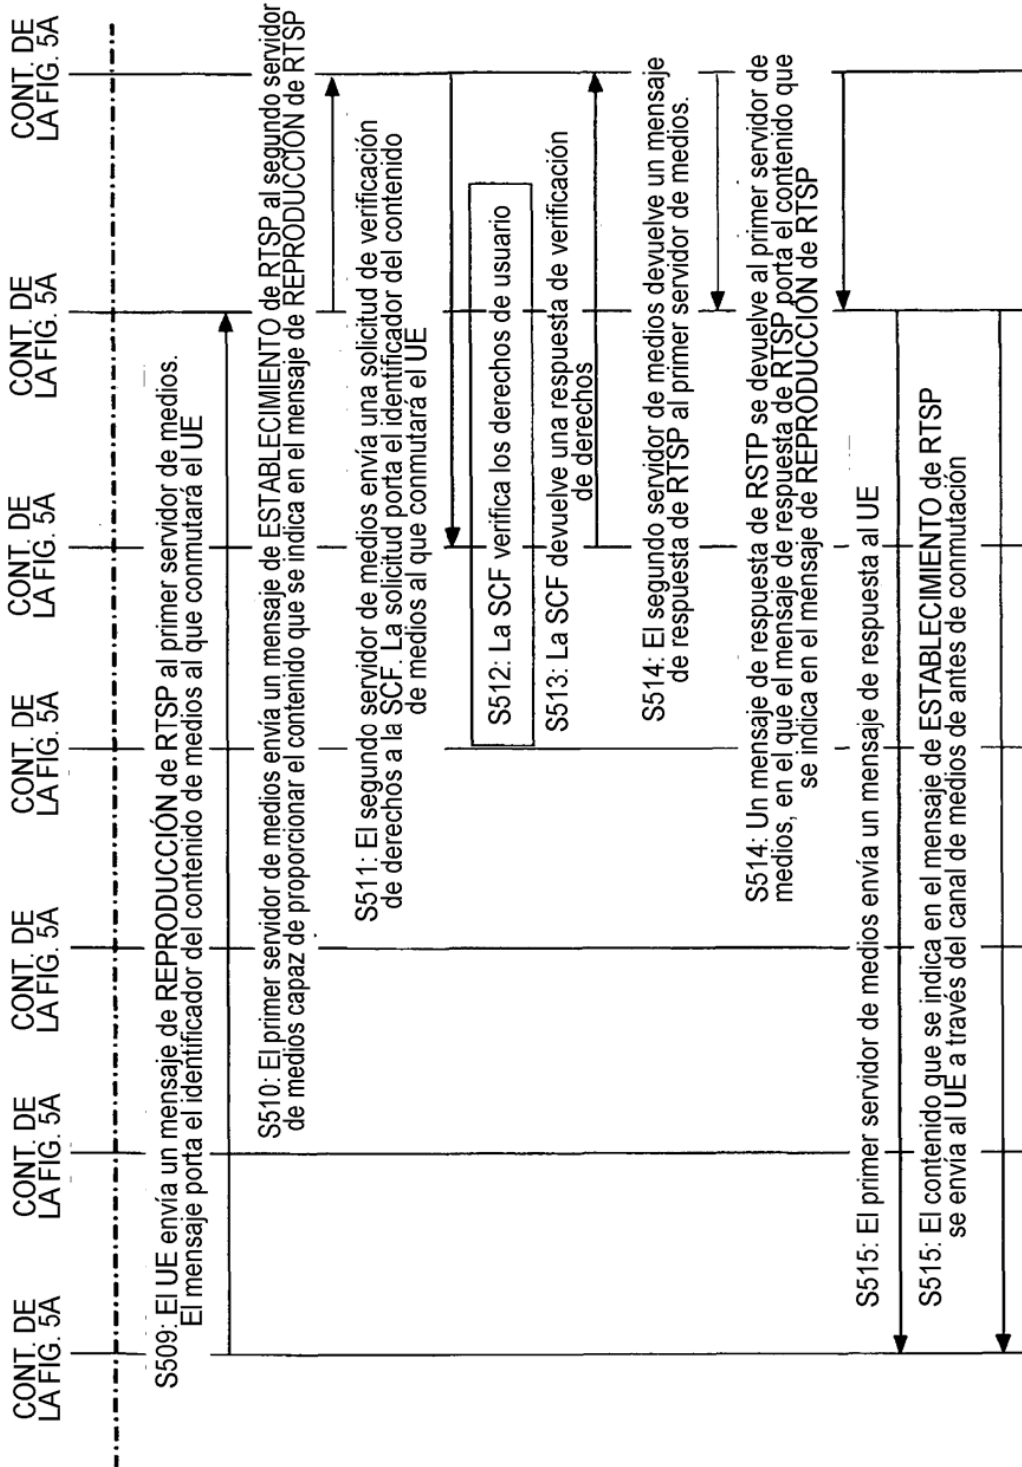 CONT. DE
LA FIG. 5A
CONT. DE
LA FIG. 5A
CONT. DE
LA FIG. 5A
CONT. DE
LA FIG. 5A
CONT. DE
LA FIG. 5A
CONT. DE
LA FIG. 5A
CONT. DE
LA FIG. 5A
S509: El UE envía un mensaje de REPRODUCCIÓN de RTSP al primer servidor de medios.
El mensaje porta el identificador del contenido de medios al que conmutará el UE
S510: El primer servidor de medios envía un mensaje de ESTABLECIMIENTO de RTSP al segundo servidor
de medios capaz de proporcionar el contenido que se indica en el mensaje de REPRODUCCIÓN de RTSP
S511: El segundo servidor de medios envía una solicitud de verificación
de derechos a la SCF. La solicitud porta el identificador del contenido
de medios al que conmutará el UE
S512: La SCF verifica los derechos de usuario
S513: La SCF devuelve una respuesta de verificación
de derechos
S514: El segundo servidor de medios devuelve un mensaje
de respuesta de RTSP al primer servidor de medios.
S514: Un mensaje de respuesta de RSTP se devuelve al primer servidor de
medios, en el que el mensaje de respuesta de RTSP porta el contenido que
se indica en el mensaje de REPRODUCCIÓN de RTSP
S515: El primer servidor de medios envía un mensaje de respuesta al UE
S515: El contenido que se indica en el mensaje de ESTABLECIMIENTO de RTSP
se envía al UE a través del canal de medios de antes de conmutación